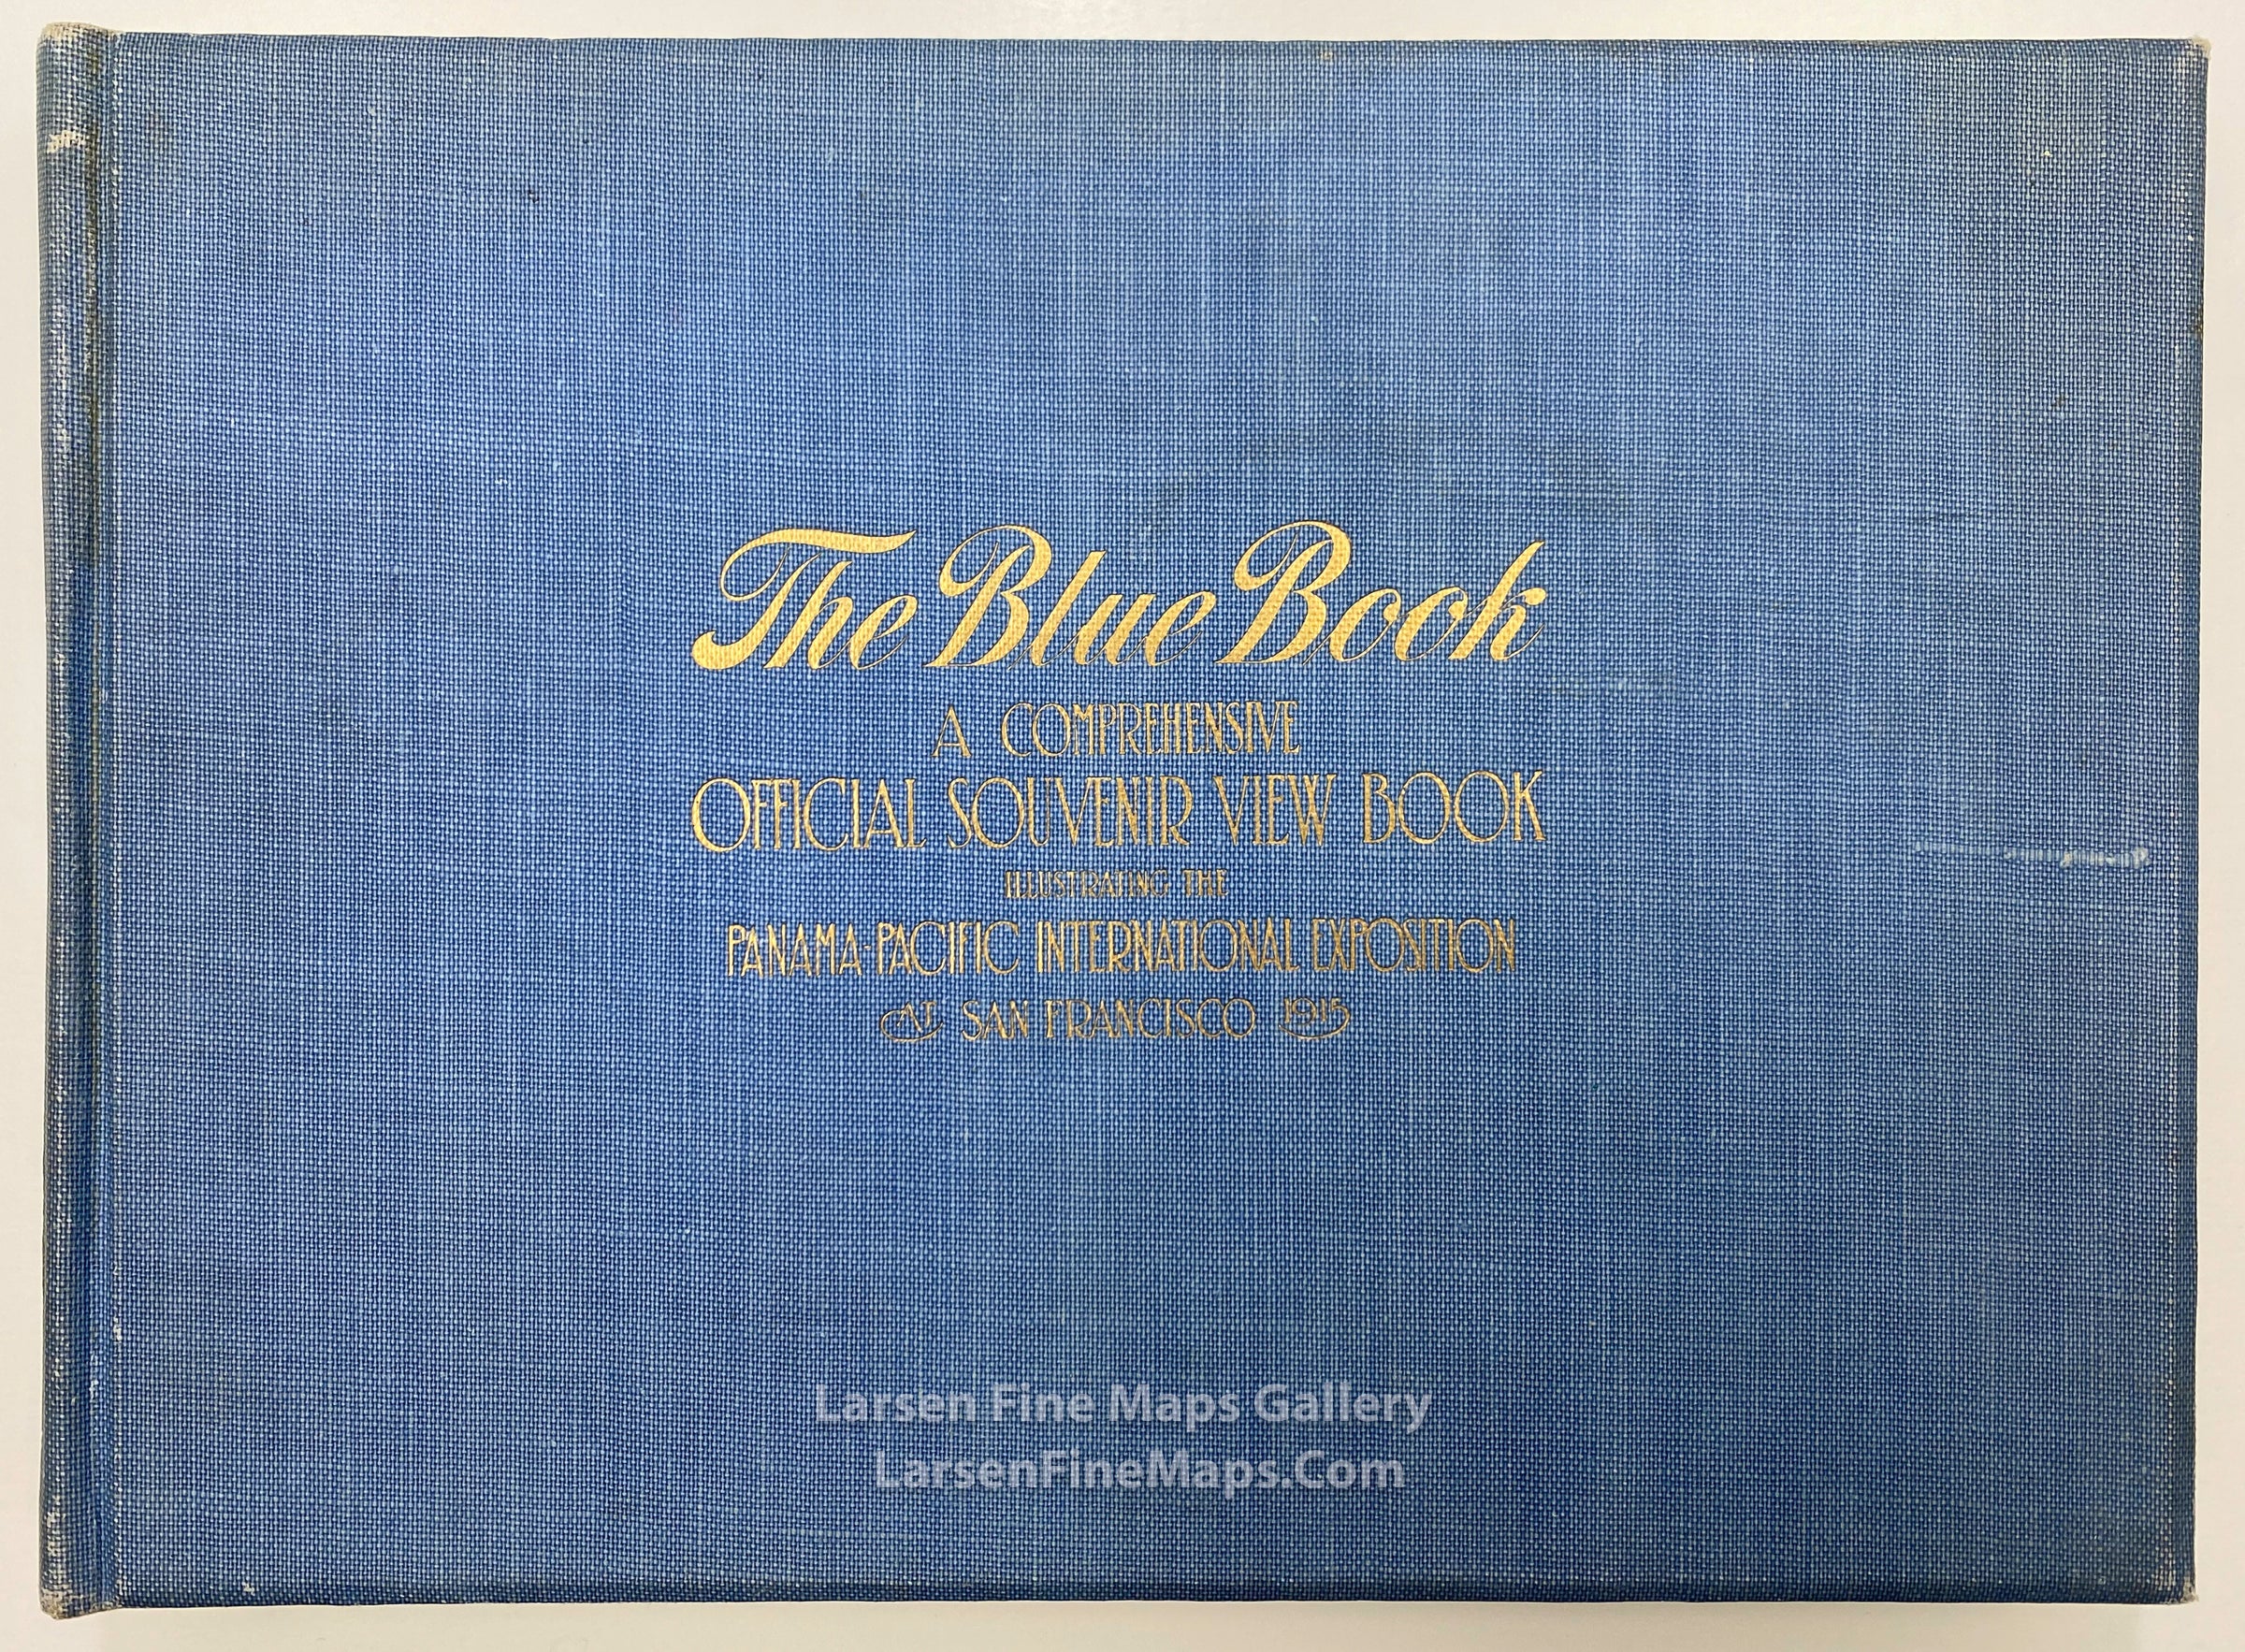 The Blue Book
A COMPREHENSIVE
OFFICIAL SOUVENIR VIEW BOOK
ILLUSTRATING THE
PANAMA-PACIFIC INTERNATIONAL EXPOSITION
AT SAN FRANCISCO 1915
Larsen Fine Maps Gallery
LarsenFineMaps.Com